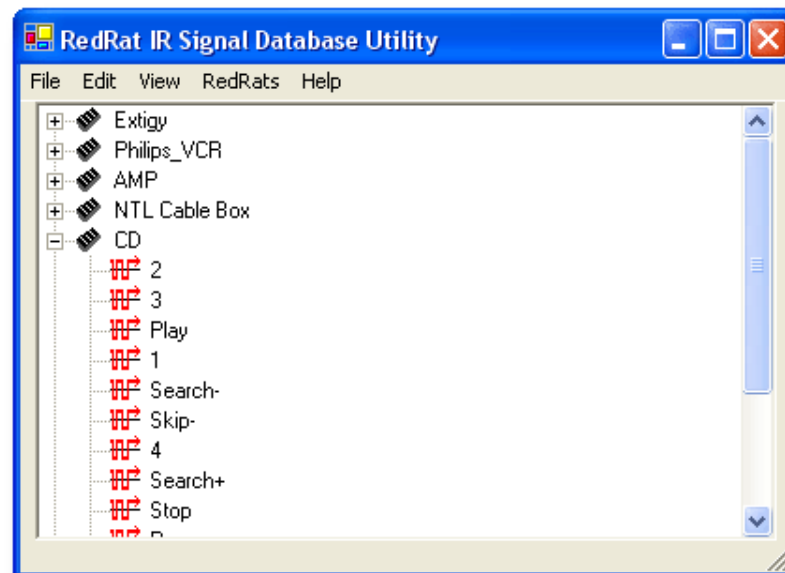 RedRat IR Signal Database Utility
File Edit View RedRats Help
Extigy
Philips_VCR
AMP
NTL Cable Box
CD
2
3
Play
1
Search-
Skip-
4
Search+
Stop